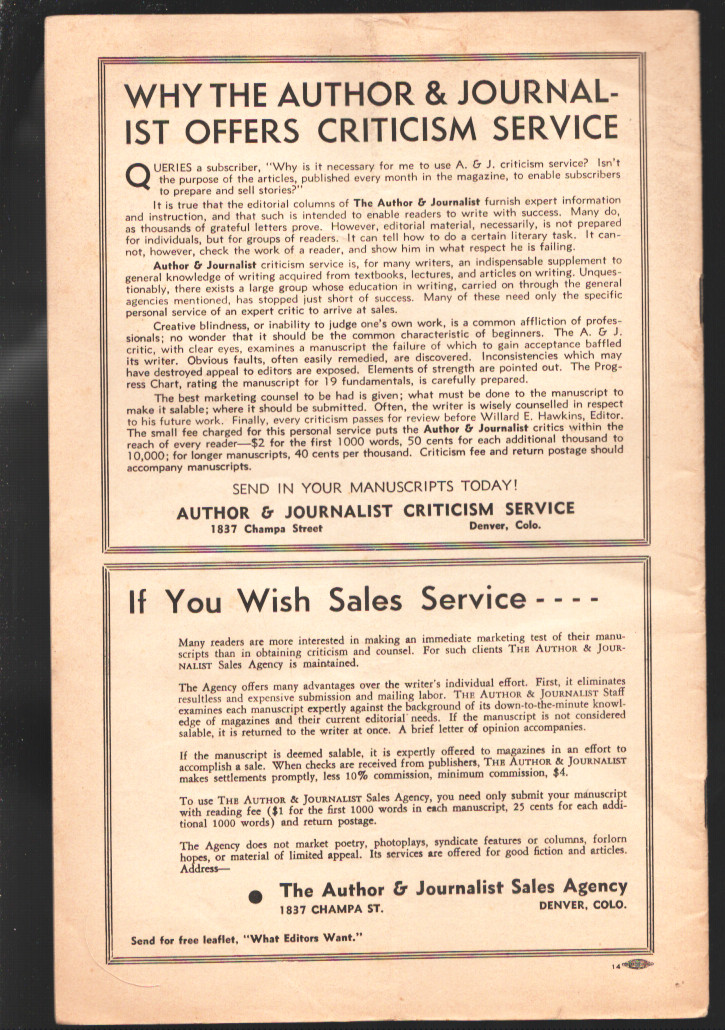 WHY THE AUTHOR & JOURNAL-
IST OFFERS CRITICISM SERVICE
QUERIES a subscriber, "Why is it necessary for me to use A. & J. criticism service? Isn't
the purpose of the articles, published every month in the magazine, to enable subscribers
to prepare and sell stories?"
It is true that the editorial columns of The Author & Journalist furnish expert information
and instruction, and that such is intended to enable readers to write with success. Many do,
as thousands of grateful letters prove. However, editorial material, necessarily, is not prepared
for individuals, but for groups of readers. It can tell how to do a certain literary task. It can-
not, however, check the work of a reader, and show him in what respect he is failing.
Author & Journalist criticism service is, for many writers, an indispensable supplement to
general knowledge of writing acquired from textbooks, lectures, and articles on writing. Unques-
tionably, there exists a large group whose education in writing, carried on through the general
agencies mentioned, has stopped just short of success. Many of these need only the specific
personal service of an expert critic to arrive at sales.
Creative blindness, or inability to judge one's own work, is a common affliction of profes-
sionals; no wonder that it should be the common characteristic of beginners. The A. & J.
critic, with clear eyes, examines a manuscript the failure of which to gain acceptance baffled
its writer. Obvious faults, often easily remedied, are discovered. Inconsistencies which may
have destroyed appeal to editors are exposed. Elements of strength are pointed out. The Prog-
ress Chart, rating the manuscript for 19 fundamentals, is carefully prepared.
The best marketing counsel to be had is given; what must be done to the manuscript to
make it salable; where it should be submitted. Often, the writer is wisely counselled in respect
to his future work. Finally, every criticism passes for review before Willard E. Hawkins, Editor.
The small fee charged for this personal service puts the Author & Journalist critics within the
reach of every reader—$2 for the first 1000 words, 50 cents for each additional thousand to
10,000; for longer manuscripts, 40 cents per thousand. Criticism fee and return postage should
accompany manuscripts.
SEND IN YOUR MANUSCRIPTS TODAY!
AUTHOR & JOURNALIST CRITICISM SERVICE
1837 Champa Street Denver, Colo.
If You Wish Sales Service - - - -
Many readers are more interested in making an immediate marketing test of their manu-
scripts than in obtaining criticism and counsel. For such clients THE AUTHOR & JOUR-
NALIST Sales Agency is maintained.
The Agency offers many advantages over the writer's individual effort. First, it eliminates
resultless and expensive submission and mailing labor. THE AUTHOR & JOURNALIST Staff
examines each manuscript expertly against the background of its down-to-the-minute knowl-
edge of magazines and their current editorial needs. If the manuscript is not considered
salable, it is returned to the writer at once. A brief letter of opinion accompanies.
If the manuscript is deemed salable, it is expertly offered to magazines in an effort to
accomplish a sale. When checks are received from publishers, THE AUTHOR & JOURNALIST
makes settlements promptly, less 10% commission, minimum commission, $4.
To use THE AUTHOR & JOURNALIST Sales Agency, you need only submit your manuscript
with reading fee ($1 for the first 1000 words in each manuscript, 25 cents for each addi-
tional 1000 words) and return postage.
The Agency does not market poetry, photoplays, syndicate features or columns, forlorn
hopes, or material of limited appeal. Its services are offered for good fiction and articles.
Address—
The Author & Journalist Sales Agency
1837 CHAMPA ST. DENVER, COLO.
Send for free leaflet, "What Editors Want."
14